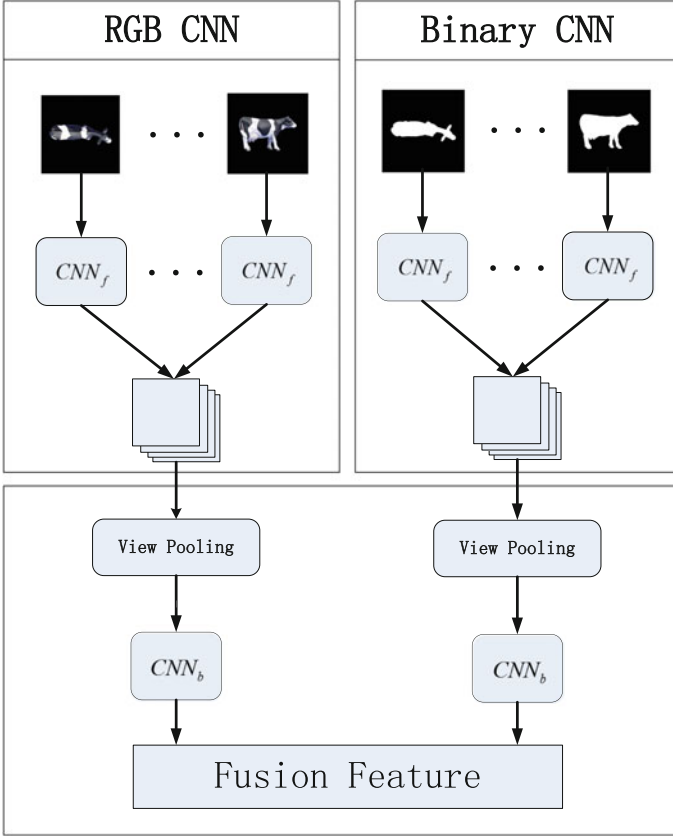 RGB CNN
Binary CNN
. . .
. . .
CNN_f
. . .
CNN_f
CNN_f
. . .
CNN_f
View Pooling
View Pooling
CNN_b
CNN_b
Fusion Feature